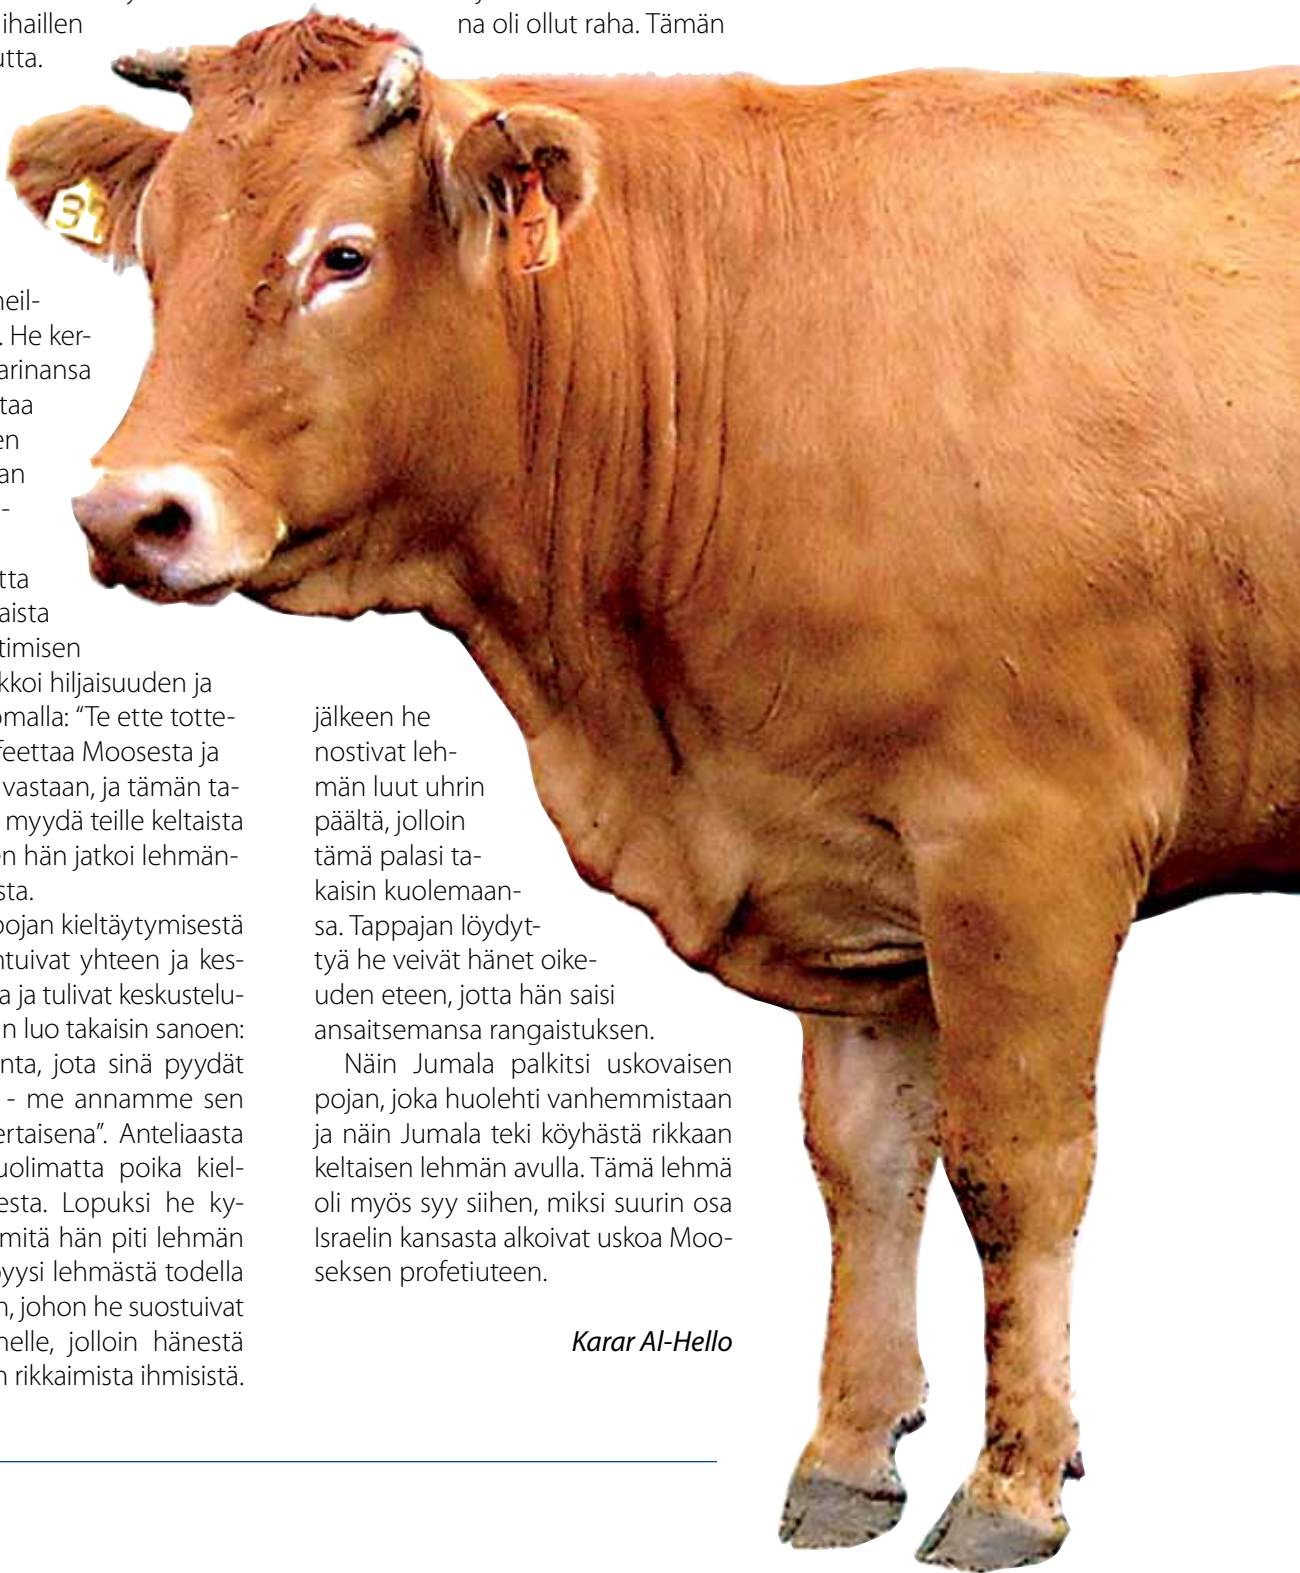 ihaillen
utta.
neil-
. He ker-
arinansa
taa
en
an
-
tta
aista
timisen
kkoi hiljaisuuden ja
omalla: “Te ette totte-
feettaa Moosesta ja
vastaan, ja tämän ta-
myydä teille keltaista
en hän jatkoi lehmän-
sta.
pojan kieltäytymisestä
ntuivat yhteen ja kes-
a ja tulivat keskustelu-
n luo takaisin sanoen:
nta, jota sinä pyydät
- me annamme sen
ertaisena”. Anteliaasta
uolimatta poika kiel-
esta. Lopuksi he ky-
mitä hän piti lehmän
pyysi lehmästä todella
n, johon he suostuivat
nelle, jolloin hänestä
n rikkaimista ihmisistä.
na oli ollut raha. Tämän
jälkeen he
nostivat leh-
män luut uhrin
päältä, jolloin
tämä palasi ta-
kaisin kuolemaan-
sa. Tappajan löydyt-
tyä he veivät hänet oike-
uden eteen, jotta hän saisi
ansaitsemansa rangaistuksen.
Näin Jumala palkitsi uskovaisen
pojan, joka huolehti vanhemmistaan
ja näin Jumala teki köyhästä rikkaan
keltaisen lehmän avulla. Tämä lehmä
oli myös syy siihen, miksi suurin osa
Israelin kansasta alkoivat uskoa Moo-
seksen profetiuteen.
Karar Al-Hello